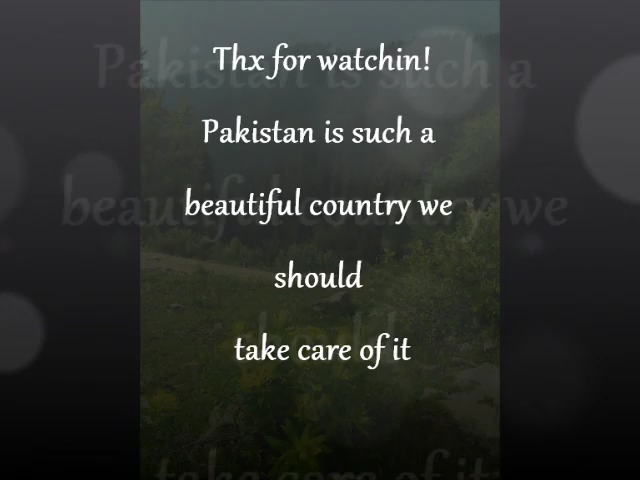 Thx for watchin!
Pakistan is such a
beautiful country we
should
take care of it